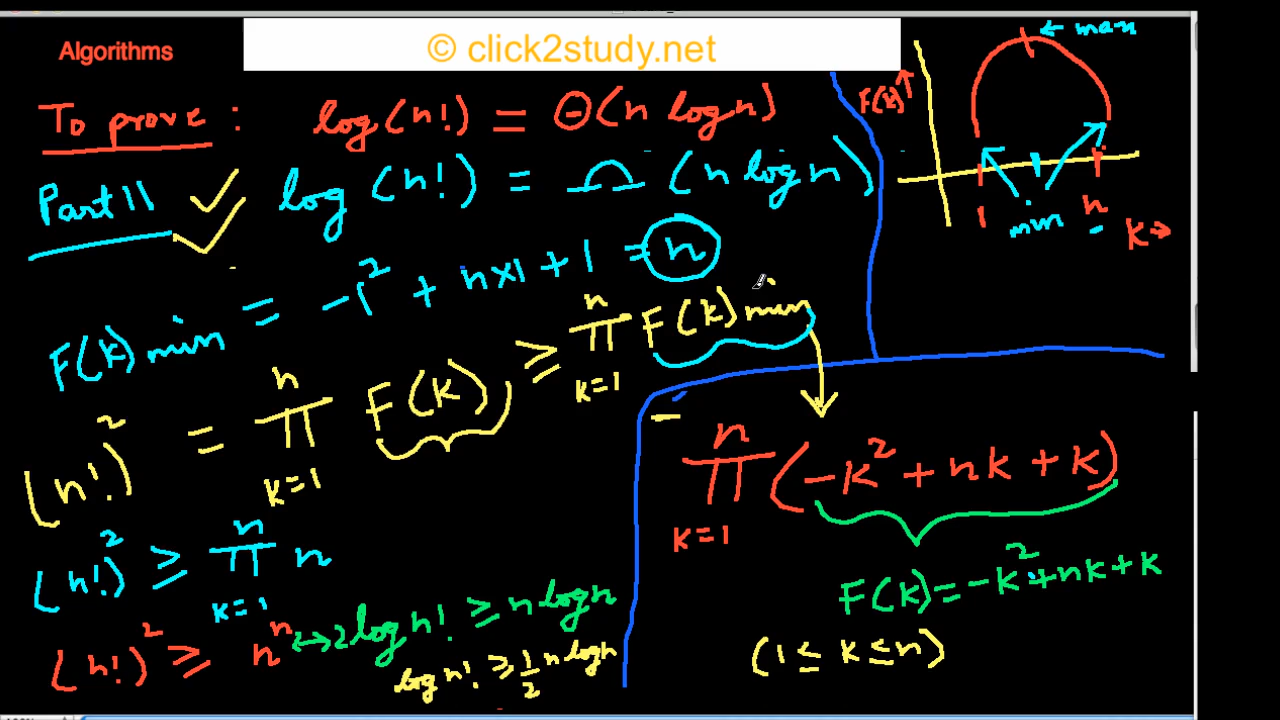 Algorithms
© click2study.net
To prove : log(n!) = Θ(n log n)
Part 11 log (n!) = Ω (n log n)
F(k) min = -1² + n×1 + 1 = n
(n!)² = n ∏ k=1 F(k) ≥ n ∏ k=1 F(k) min
(n!)² ≥ n ∏ k=1 n
(n!)² ≥ nⁿ ↔ 2 log n! ≥ n log n
log n! ≥ 1/2 n log n
← max
F(k) ↑
1 min n K→
n ∏ k=1 (-k² + nk + k)
F(k) = -k² + nk + k
(1 ≤ k ≤ n)